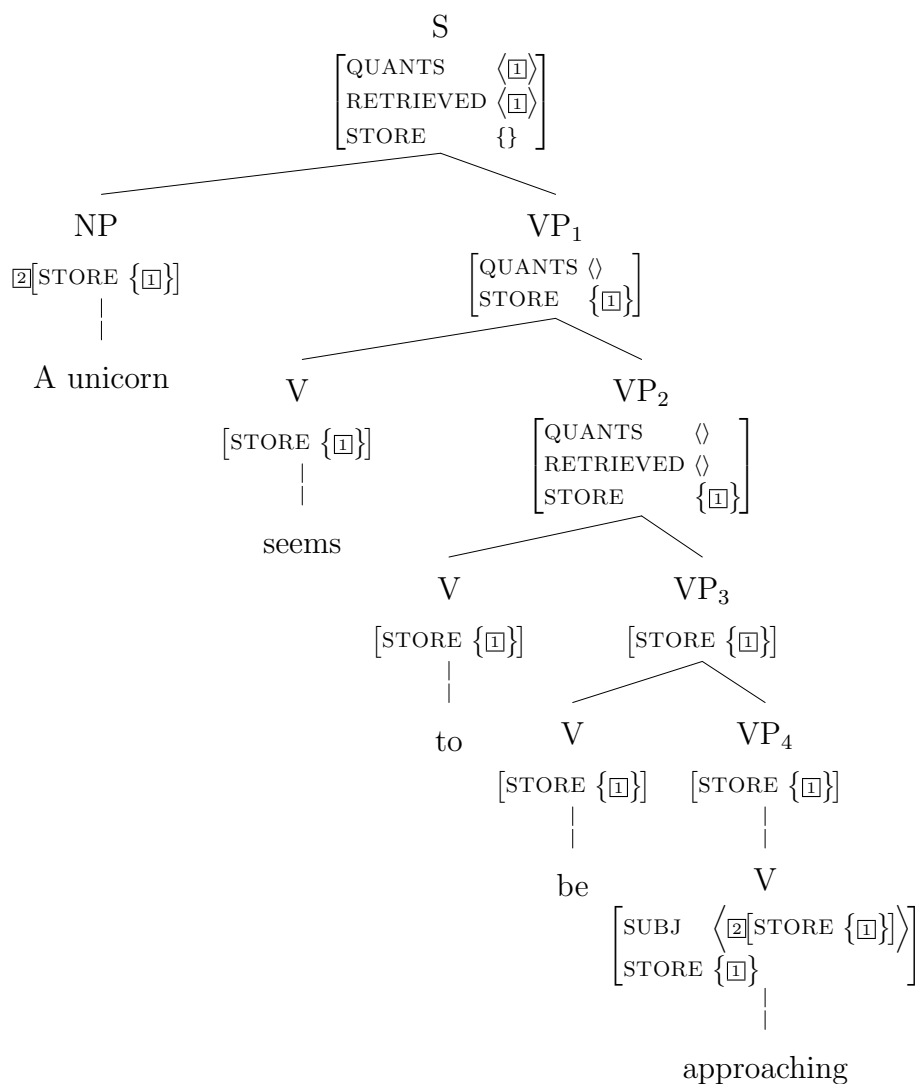 S
QUANTS ⟨1⟩
RETRIEVED ⟨1⟩
STORE {}
NP VP₁
2[STORE {1}] QUANTS ⟨⟩
STORE {1}
A unicorn V VP₂
[STORE {1}] QUANTS ⟨⟩
RETRIEVED ⟨⟩
STORE {1}
seems V VP₃
[STORE {1}] [STORE {1}]
to V VP₄
[STORE {1}] [STORE {1}]
be V
SUBJ ⟨2[STORE {1}]⟩
STORE {1}
approaching